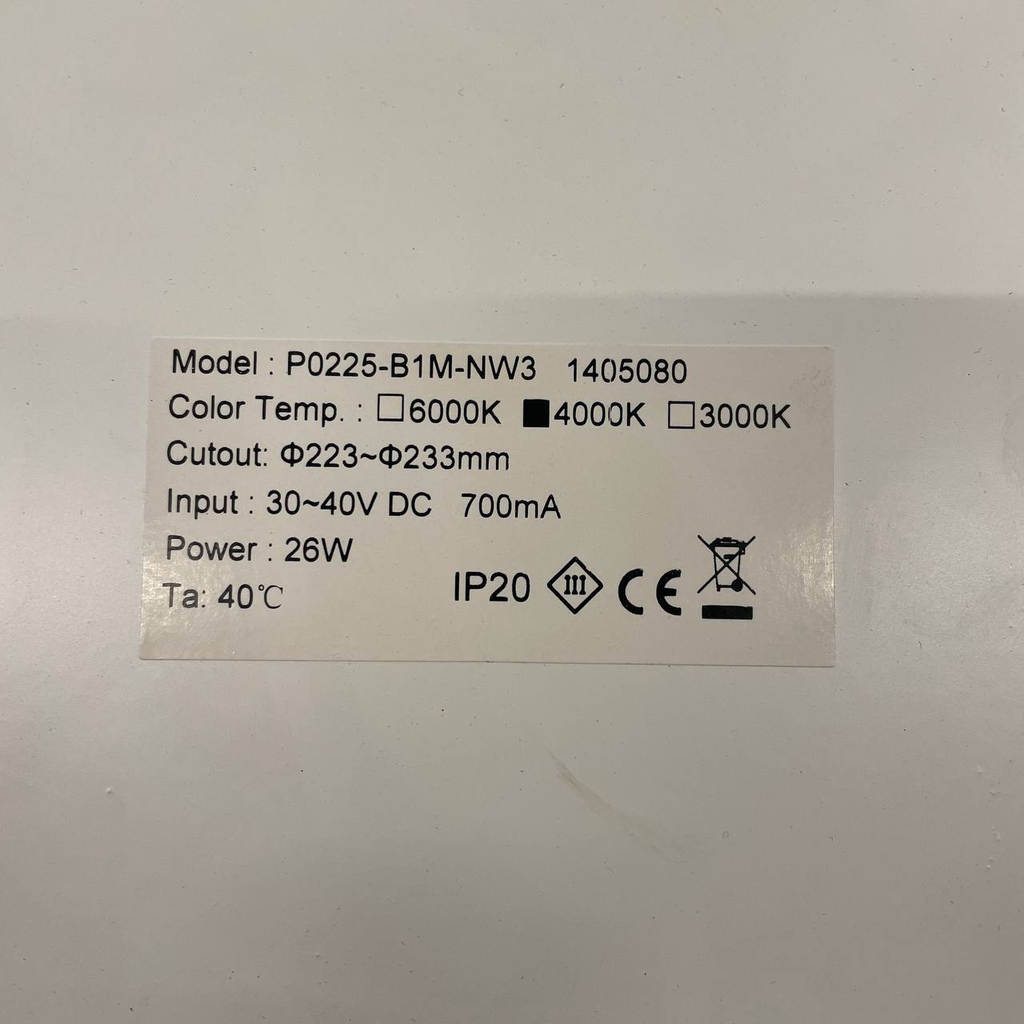 Model : P0225-B1M-NW3 1405080
Color Temp. : □6000K ■4000K □3000K
Cutout: Φ223~Φ233mm
Input : 30~40V DC 700mA
Power : 26W
Ta: 40℃
IP20 III CE